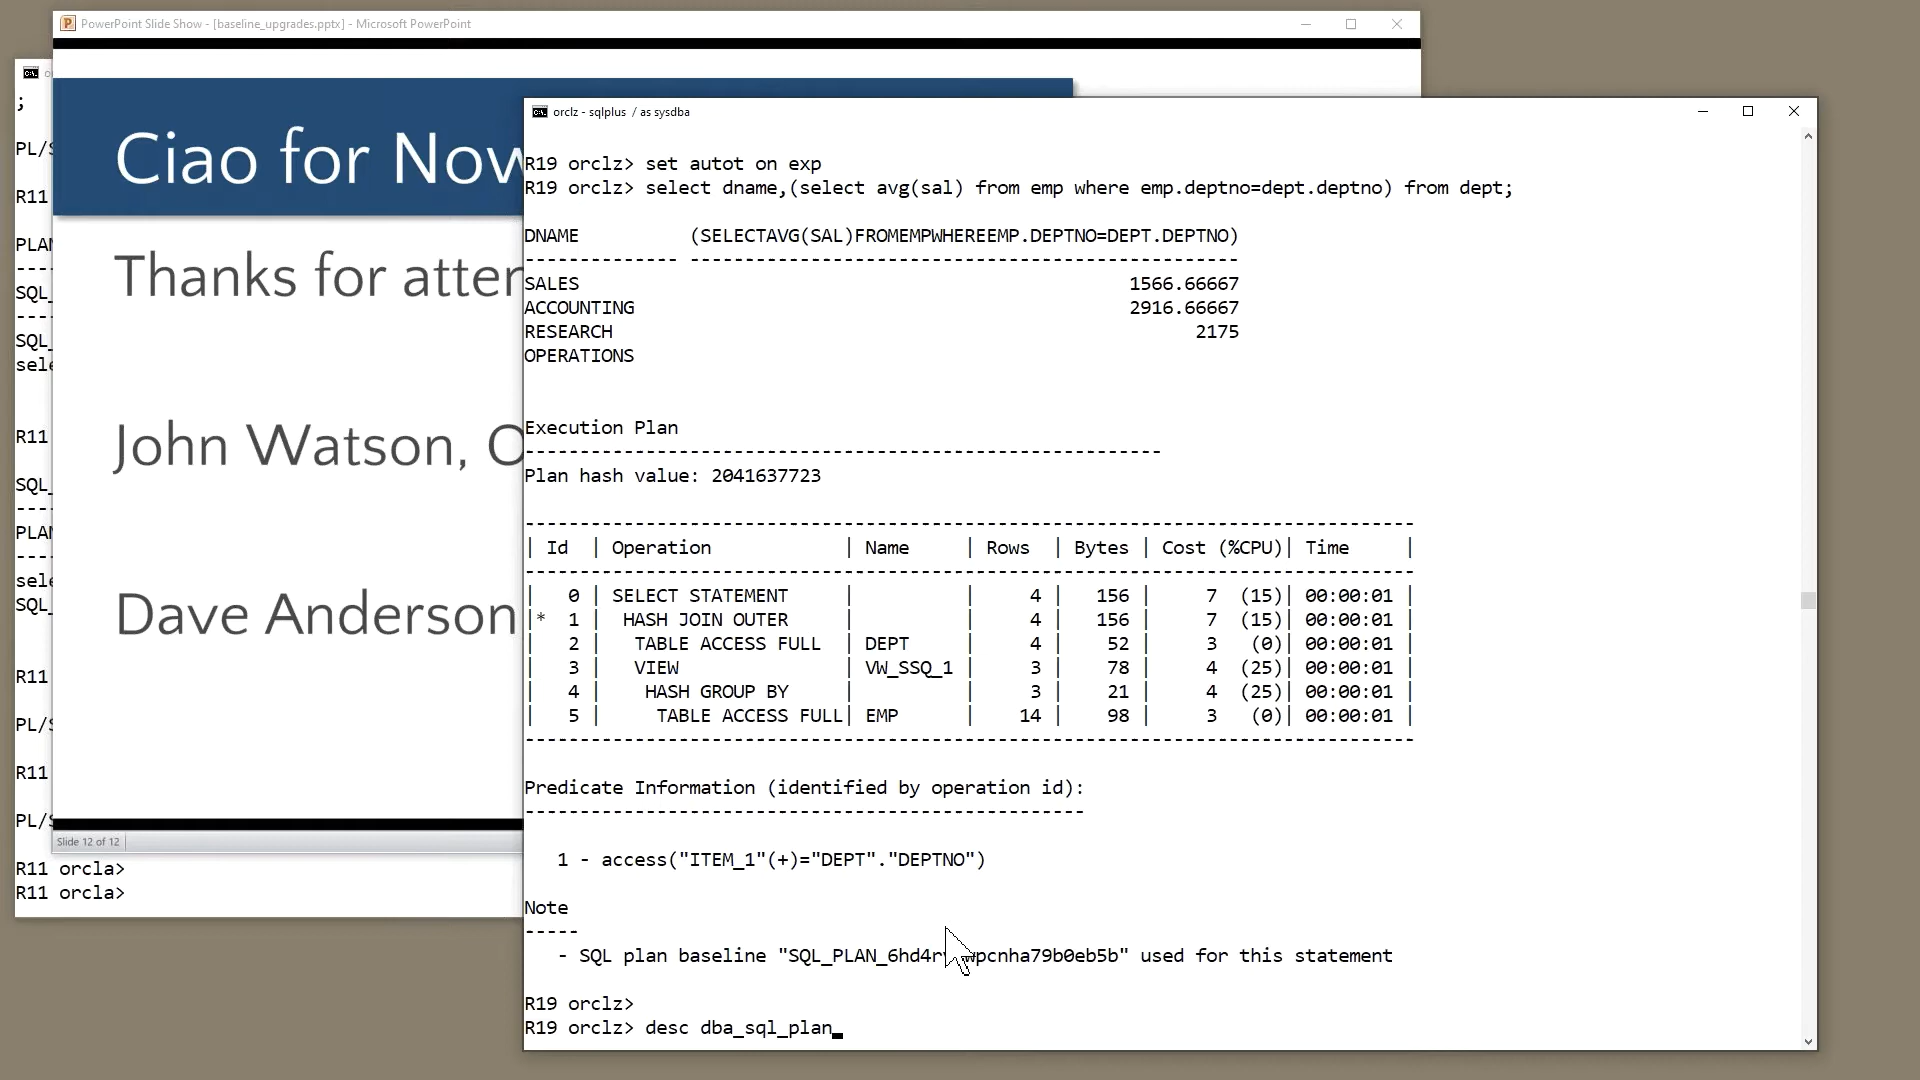 PowerPoint Slide Show - [baseline_upgrades.pptx] - Microsoft PowerPoint
Ciao for Now
Thanks for atten
John Watson, O
Dave Anderson
Slide 12 of 12
;
PL/S
R11
PLAN
----
SQL_
----
SQL_
sele
R11
SQL_
----
PLAN
----
sele
SQL_
R11
PL/S
R11
PL/S
R11 orcla>
R11 orcla>
orclz - sqlplus / as sysdba
R19 orclz> set autot on exp
R19 orclz> select dname,(select avg(sal) from emp where emp.deptno=dept.deptno) from dept;
DNAME (SELECTAVG(SAL)FROMEMPWHEREEMP.DEPTNO=DEPT.DEPTNO)
-------------- --------------------------------------------------
SALES 1566.66667
ACCOUNTING 2916.66667
RESEARCH 2175
OPERATIONS
Execution Plan
----------------------------------------------------------
Plan hash value: 2041637723
---------------------------------------------------------------------------------
| Id | Operation | Name | Rows | Bytes | Cost (%CPU)| Time |
---------------------------------------------------------------------------------
| 0 | SELECT STATEMENT | | 4 | 156 | 7 (15)| 00:00:01 |
|* 1 | HASH JOIN OUTER | | 4 | 156 | 7 (15)| 00:00:01 |
| 2 | TABLE ACCESS FULL | DEPT | 4 | 52 | 3 (0)| 00:00:01 |
| 3 | VIEW | VW_SSQ_1 | 3 | 78 | 4 (25)| 00:00:01 |
| 4 | HASH GROUP BY | | 3 | 21 | 4 (25)| 00:00:01 |
| 5 | TABLE ACCESS FULL| EMP | 14 | 98 | 3 (0)| 00:00:01 |
---------------------------------------------------------------------------------
Predicate Information (identified by operation id):
---------------------------------------------------
1 - access("ITEM_1"(+)="DEPT"."DEPTNO")
Note
-----
- SQL plan baseline used for this statement
R19 orclz>
R19 orclz> desc dba_sql_plan